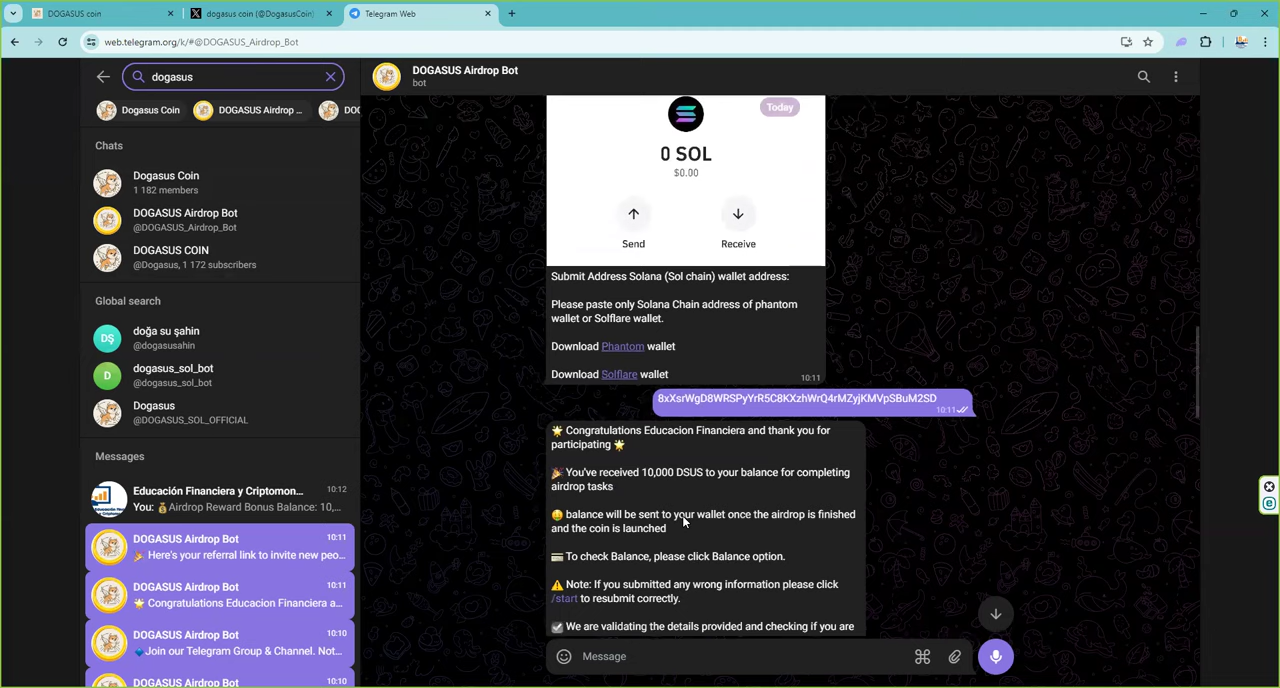 DOGASUS coin
dogasus coin (@DogasusCoin)
Telegram Web
web.telegram.org/k/#@DOGASUS_Airdrop_Bot
dogasus
Dogasus Coin
DOGASUS Airdrop ...
DOG
Chats
Dogasus Coin
1 182 members
DOGASUS Airdrop Bot
@DOGASUS_Airdrop_Bot
DOGASUS COIN
@Dogasus, 1 172 subscribers
Global search
DŞ
doğa su şahin
@dogasusahin
D
dogasus_sol_bot
@dogasus_sol_bot
Dogasus
@DOGASUS_SOL_OFFICIAL
Messages
Educación Financiera y Criptomon...
10:12
You: 💰Airdrop Reward Bonus Balance: 10,...
DOGASUS Airdrop Bot
10:11
🎉 Here's your referral link to invite new peo...
DOGASUS Airdrop Bot
10:11
🌟 Congratulations Educacion Financiera a...
DOGASUS Airdrop Bot
10:10
🔹Join our Telegram Group & Channel. Not...
DOGASUS Airdrop Bot
10:10
DOGASUS Airdrop Bot
bot
Today
0 SOL
$0.00
Send
Receive
Submit Address Solana (Sol chain) wallet address:
Please paste only Solana Chain address of phantom
wallet or Solflare wallet.
Download Phantom wallet
Download Solflare wallet
10:11
8xXsrWgD8WRSPyYrR5C8KXzhWrQ4rMZyjKMVpSBuM2SD
10:11
🌟 Congratulations Educacion Financiera and thank you for
participating 🌟
🎉You've received 10,000 DSUS to your balance for completing
airdrop tasks
🤑 balance will be sent to your wallet once the airdrop is finished
and the coin is launched
💳 To check Balance, please click Balance option.
⚠️ Note: If you submitted any wrong information please click
/start to resubmit correctly.
☑️ We are validating the details provided and checking if you are
Message